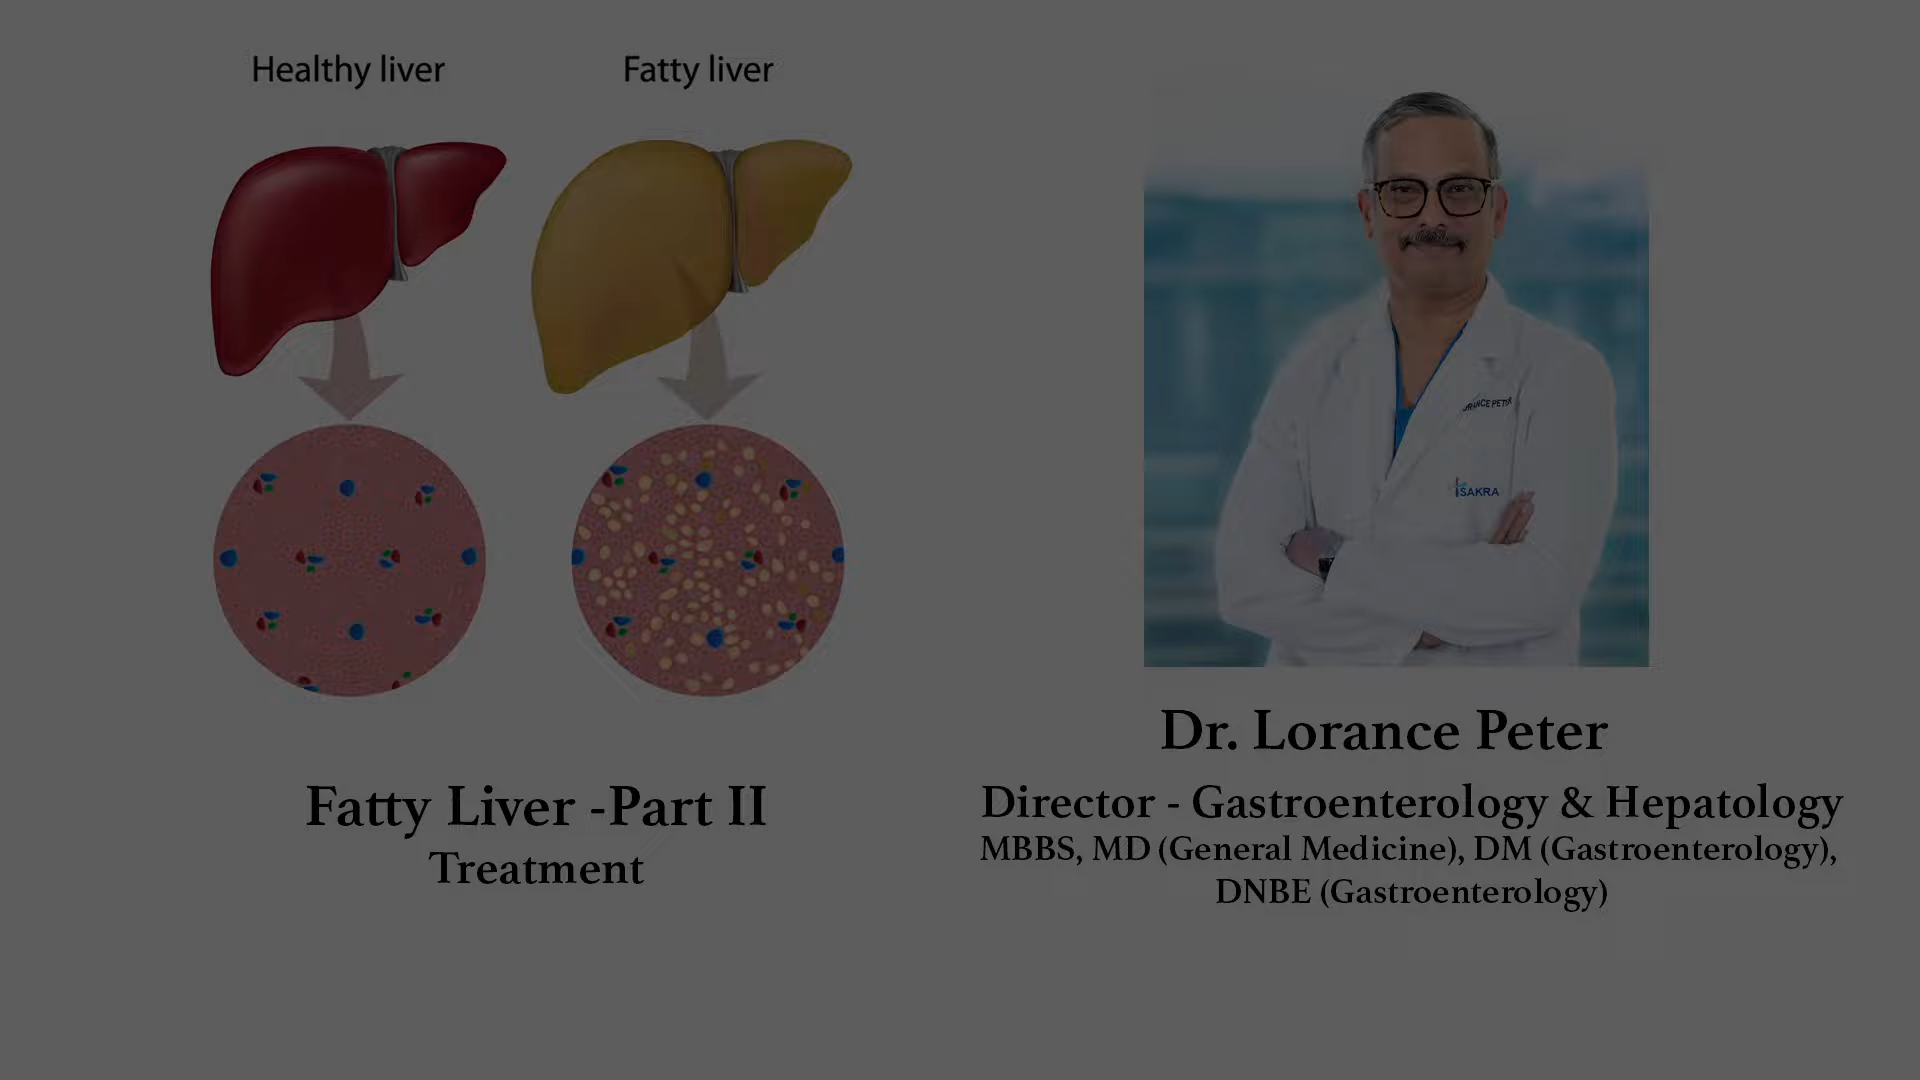 Healthy liver
Fatty liver
Fatty Liver -Part II
Treatment
SAKRA
Dr. Lorance Peter
Director - Gastroenterology & Hepatology
MBBS, MD (General Medicine), DM (Gastroenterology),
DNBE (Gastroenterology)